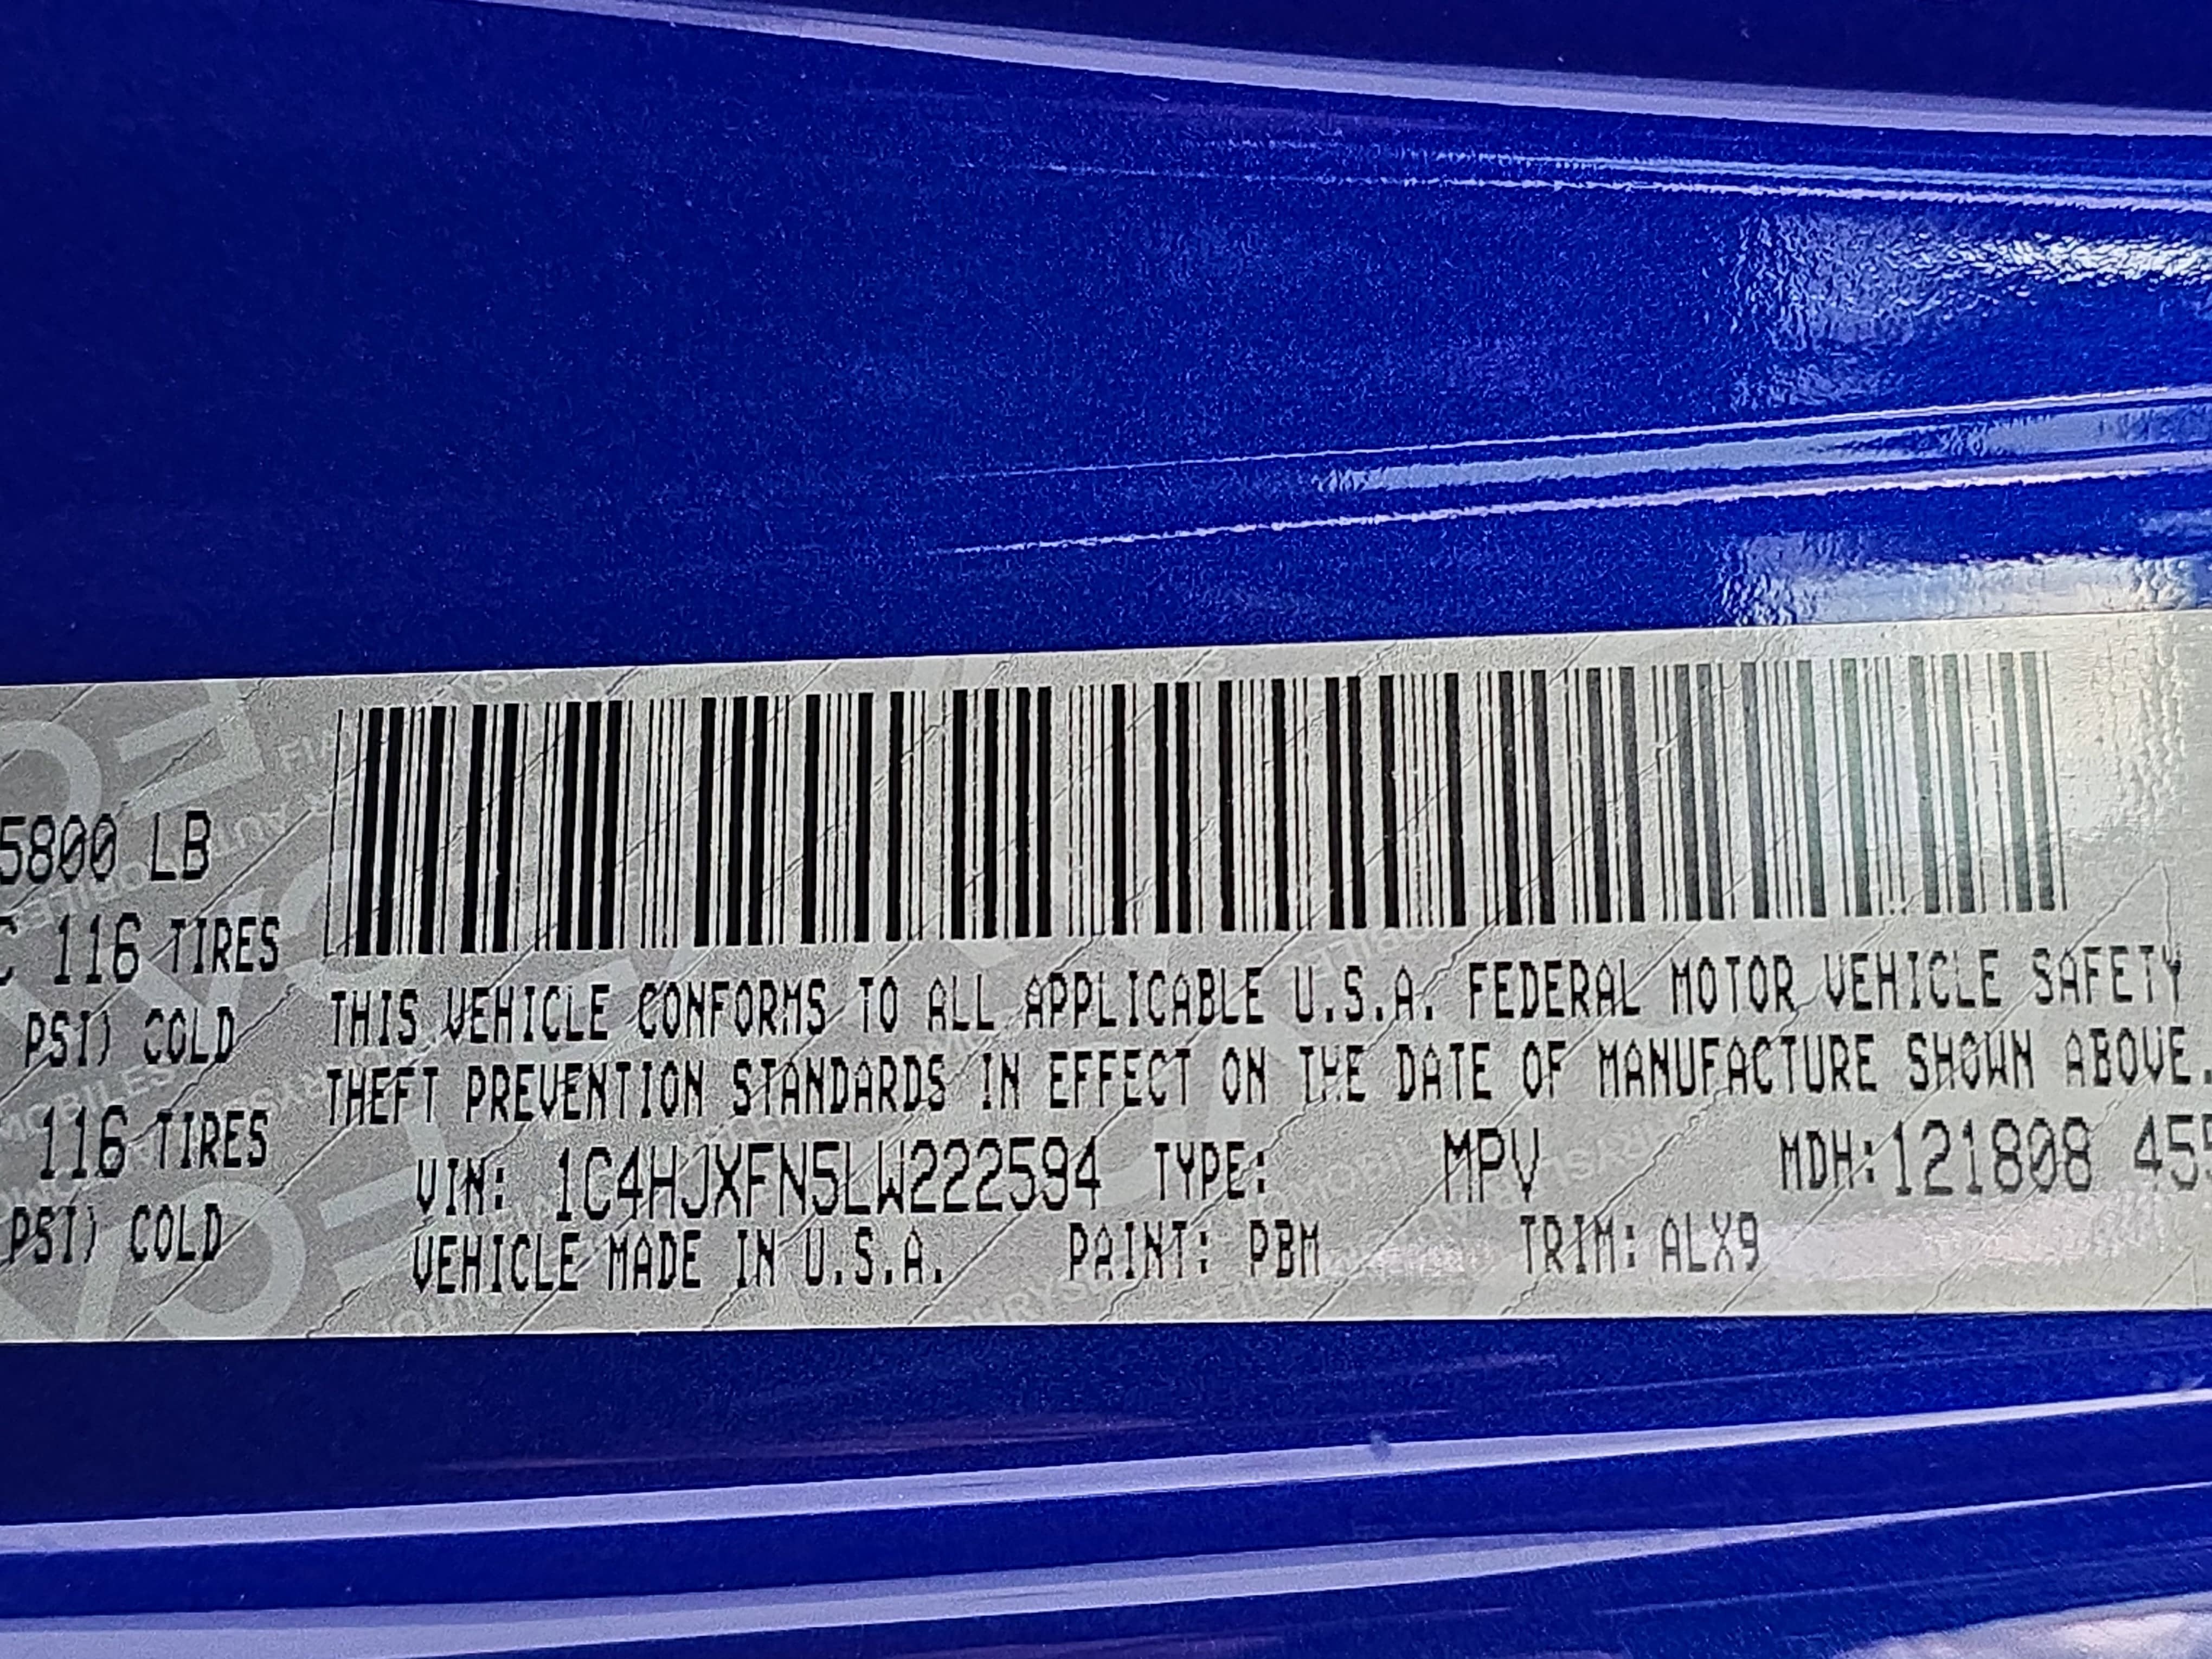 5800 LB
116 TIRES
PSI) COLD
116 TIRES
PSI) COLD
THIS VEHICLE CONFORMS TO ALL APPLICABLE U.S.A. FEDERAL MOTOR VEHICLE SAFETY
THEFT PREVENTION STANDARDS IN EFFECT ON THE DATE OF MANUFACTURE SHOWN ABOVE.
VIN: 1C4HJXFN5LW222594 TYPE: MPV MDH:121808 45
VEHICLE MADE IN U.S.A. PAINT: PBM TRIM: ALX9